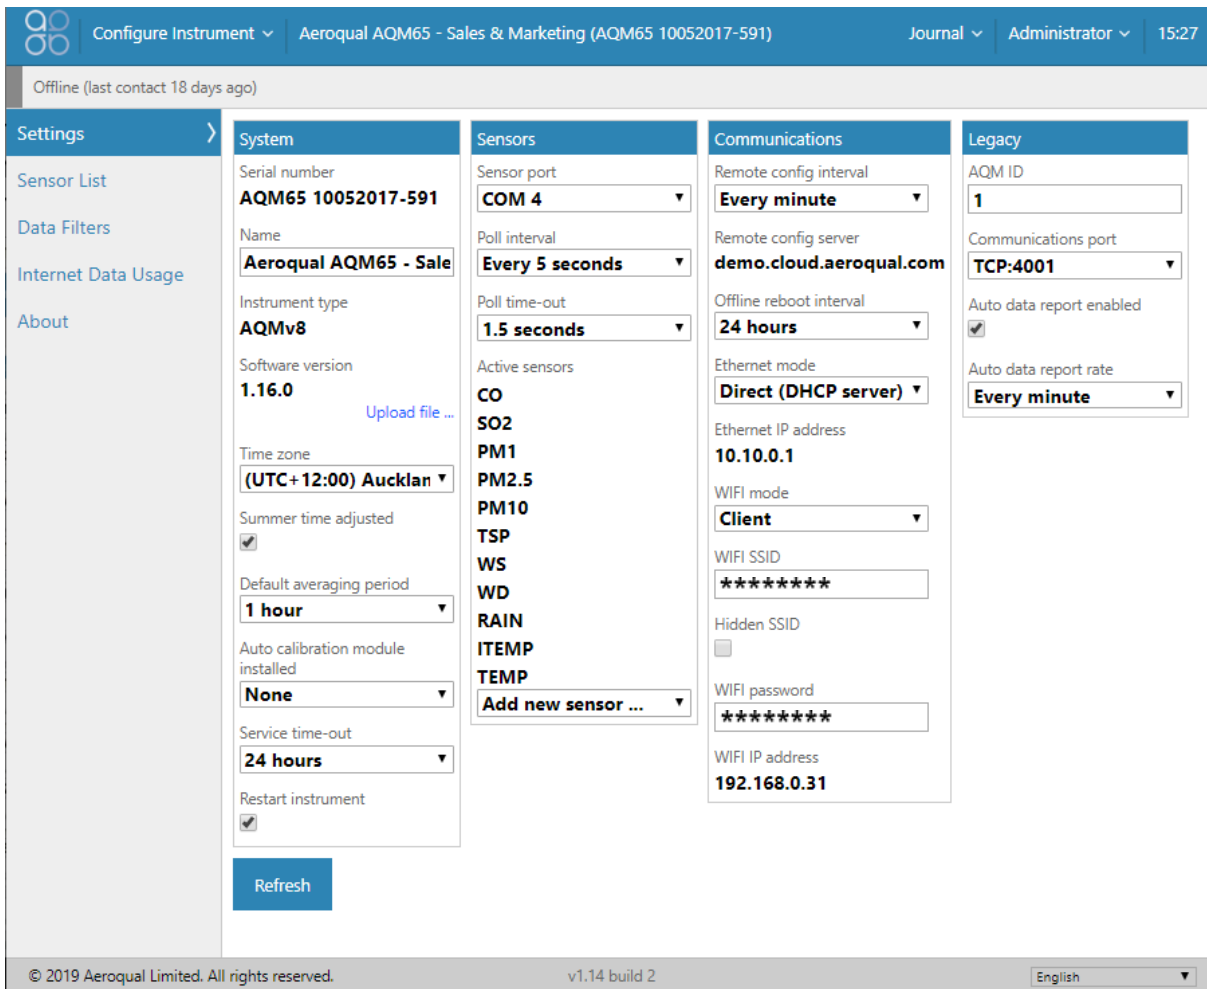 Configure Instrument
Aeroqual AQM65 - Sales & Marketing (AQM65 10052017-591)
Journal
Administrator
15:27
Offline (last contact 18 days ago)
Settings
Sensor List
Data Filters
Internet Data Usage
About
System
Serial number
AQM65 10052017-591
Name
Aeroqual AQM65 - Sale
Instrument type
AQMv8
Software version
1.16.0
Upload file ...
Time zone
(UTC+12:00) Aucklan
Summer time adjusted
Default averaging period
1 hour
Auto calibration module
installed
None
Service time-out
24 hours
Restart instrument
Refresh
Sensors
Sensor port
COM 4
Poll interval
Every 5 seconds
Poll time-out
1.5 seconds
Active sensors
CO
SO2
PM1
PM2.5
PM10
TSP
WS
WD
RAIN
ITEMP
TEMP
Add new sensor ...
Communications
Remote config interval
Every minute
Remote config server
demo.cloud.aeroqual.com
Offline reboot interval
24 hours
Ethernet mode
Direct (DHCP server)
Ethernet IP address
10.10.0.1
WIFI mode
Client
WIFI SSID
********
Hidden SSID
WIFI password
********
WIFI IP address
192.168.0.31
Legacy
AQM ID
1
Communications port
TCP:4001
Auto data report enabled
Auto data report rate
Every minute
© 2019 Aeroqual Limited. All rights reserved.
v1.14 build 2
English